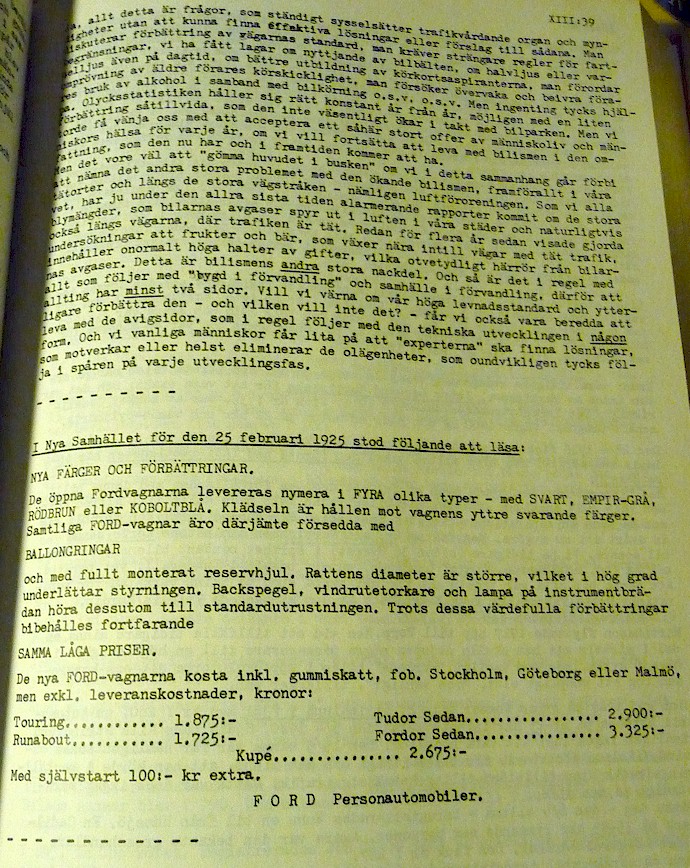 XIII:39
, allt detta är frågor, som ständigt sysselsätter trafikvårdande organ och myn-
igheter utan att kunna finna effektiva lösningar eller förslag till sådana. Man
iskuterar förbättring av vägarnas standard, man kräver strängare regler för fart-
egränsningar, vi ha fått lagar om nyttjande av bilbälten, om halvljus eller var-
elljus även på dagtid, om bättre utbildning av körkortsaspiranterna, man förordar
mprövning av äldre förares körskicklighet, man försöker övervaka och beivra föra-
es bruk av alkohol i samband med bilkörning o.s.v. o.s.v. Men ingenting tycks hjäl-
. Olycksstatistiken håller sig rätt konstant år från år, möjligen med en liten
örbättring såtillvida, som den inte väsentligt ökar i takt med bilparken. Men vi
orde få vänja oss med att acceptera ett såhär stort offer av människoliv och män-
niskors hälsa för varje år, om vi vill fortsätta att leva med bilismen i den om-
fattning, som den nu har och i framtiden kommer att ha.
Men det vore väl att "gömma huvudet i busken" om vi i detta sammanhang går förbi
att nämna det andra stora problemet med den ökande bilismen, framförallt i våra
tätorter och längs de stora vägstråken - nämligen luftföroreningen. Som vi alla
vet, har ju under den allra sista tiden alarmerande rapporter kommit om de stora
blymängder, som bilarnas avgaser spyr ut i luften i våra städer och naturligtvis
också längs vägarna, där trafiken är tät. Redan för flera år sedan visade gjorda
undersökningar att frukter och bär, som växer nära intill vägar med tät trafik,
innehåller onormalt höga halter av gifter, vilka otvetydligt härrör från bilar-
nas avgaser. Detta är bilismens andra stora nackdel. Och så är det i regel med
allt som följer med "bygd i förvandling" och samhälle i förvandling, därför att
allting har minst två sidor. Vill vi värna om vår höga levnadsstandard och ytter-
ligare förbättra den - och vilken vill inte det? - får vi också vara beredda att
leva med de avigsidor, som i regel följer med den tekniska utvecklingen i någon
form. Och vi vanliga människor får lita på att "experterna" ska finna lösningar,
som motverkar eller helst eliminerar de olägenheter, som oundvikligen tycks föl-
ja i spåren på varje utvecklingsfas.
- - - - - - - - - -
I Nya Samhället för den 25 februari 1925 stod följande att läsa:
NYA FÄRGER OCH FÖRBÄTTRINGAR.
De öppna Fordvagnarna levereras nymera i FYRA olika typer - med SVART, EMPIR-GRÅ,
RÖDBRUN eller KOBOLTBLÅ. Klädseln är hållen mot vagnens yttre svarande färger.
Samtliga FORD-vagnar äro därjämte försedda med
BALLONGRINGAR
och med fullt monterat reservhjul. Rattens diameter är större, vilket i hög grad
underlättar styrningen. Backspegel, vindrutetorkare och lampa på instrumentbrä-
dan höra dessutom till standardutrustningen. Trots dessa värdefulla förbättringar
bibehålles fortfarande
SAMMA LÅGA PRISER.
De nya FORD-vagnarna kosta inkl. gummiskatt, fob. Stockholm, Göteborg eller Malmö,
men exkl. leveranskostnader, kronor:
Touring............ 1.875:- Tudor Sedan................. 2.900:-
Runabout........... 1.725:- Fordor Sedan................ 3.325:-
Kupé................ 2.675:-
Med självstart 100:- kr extra.
F O R D Personautomobiler.
- - - - - - - - - - - - -